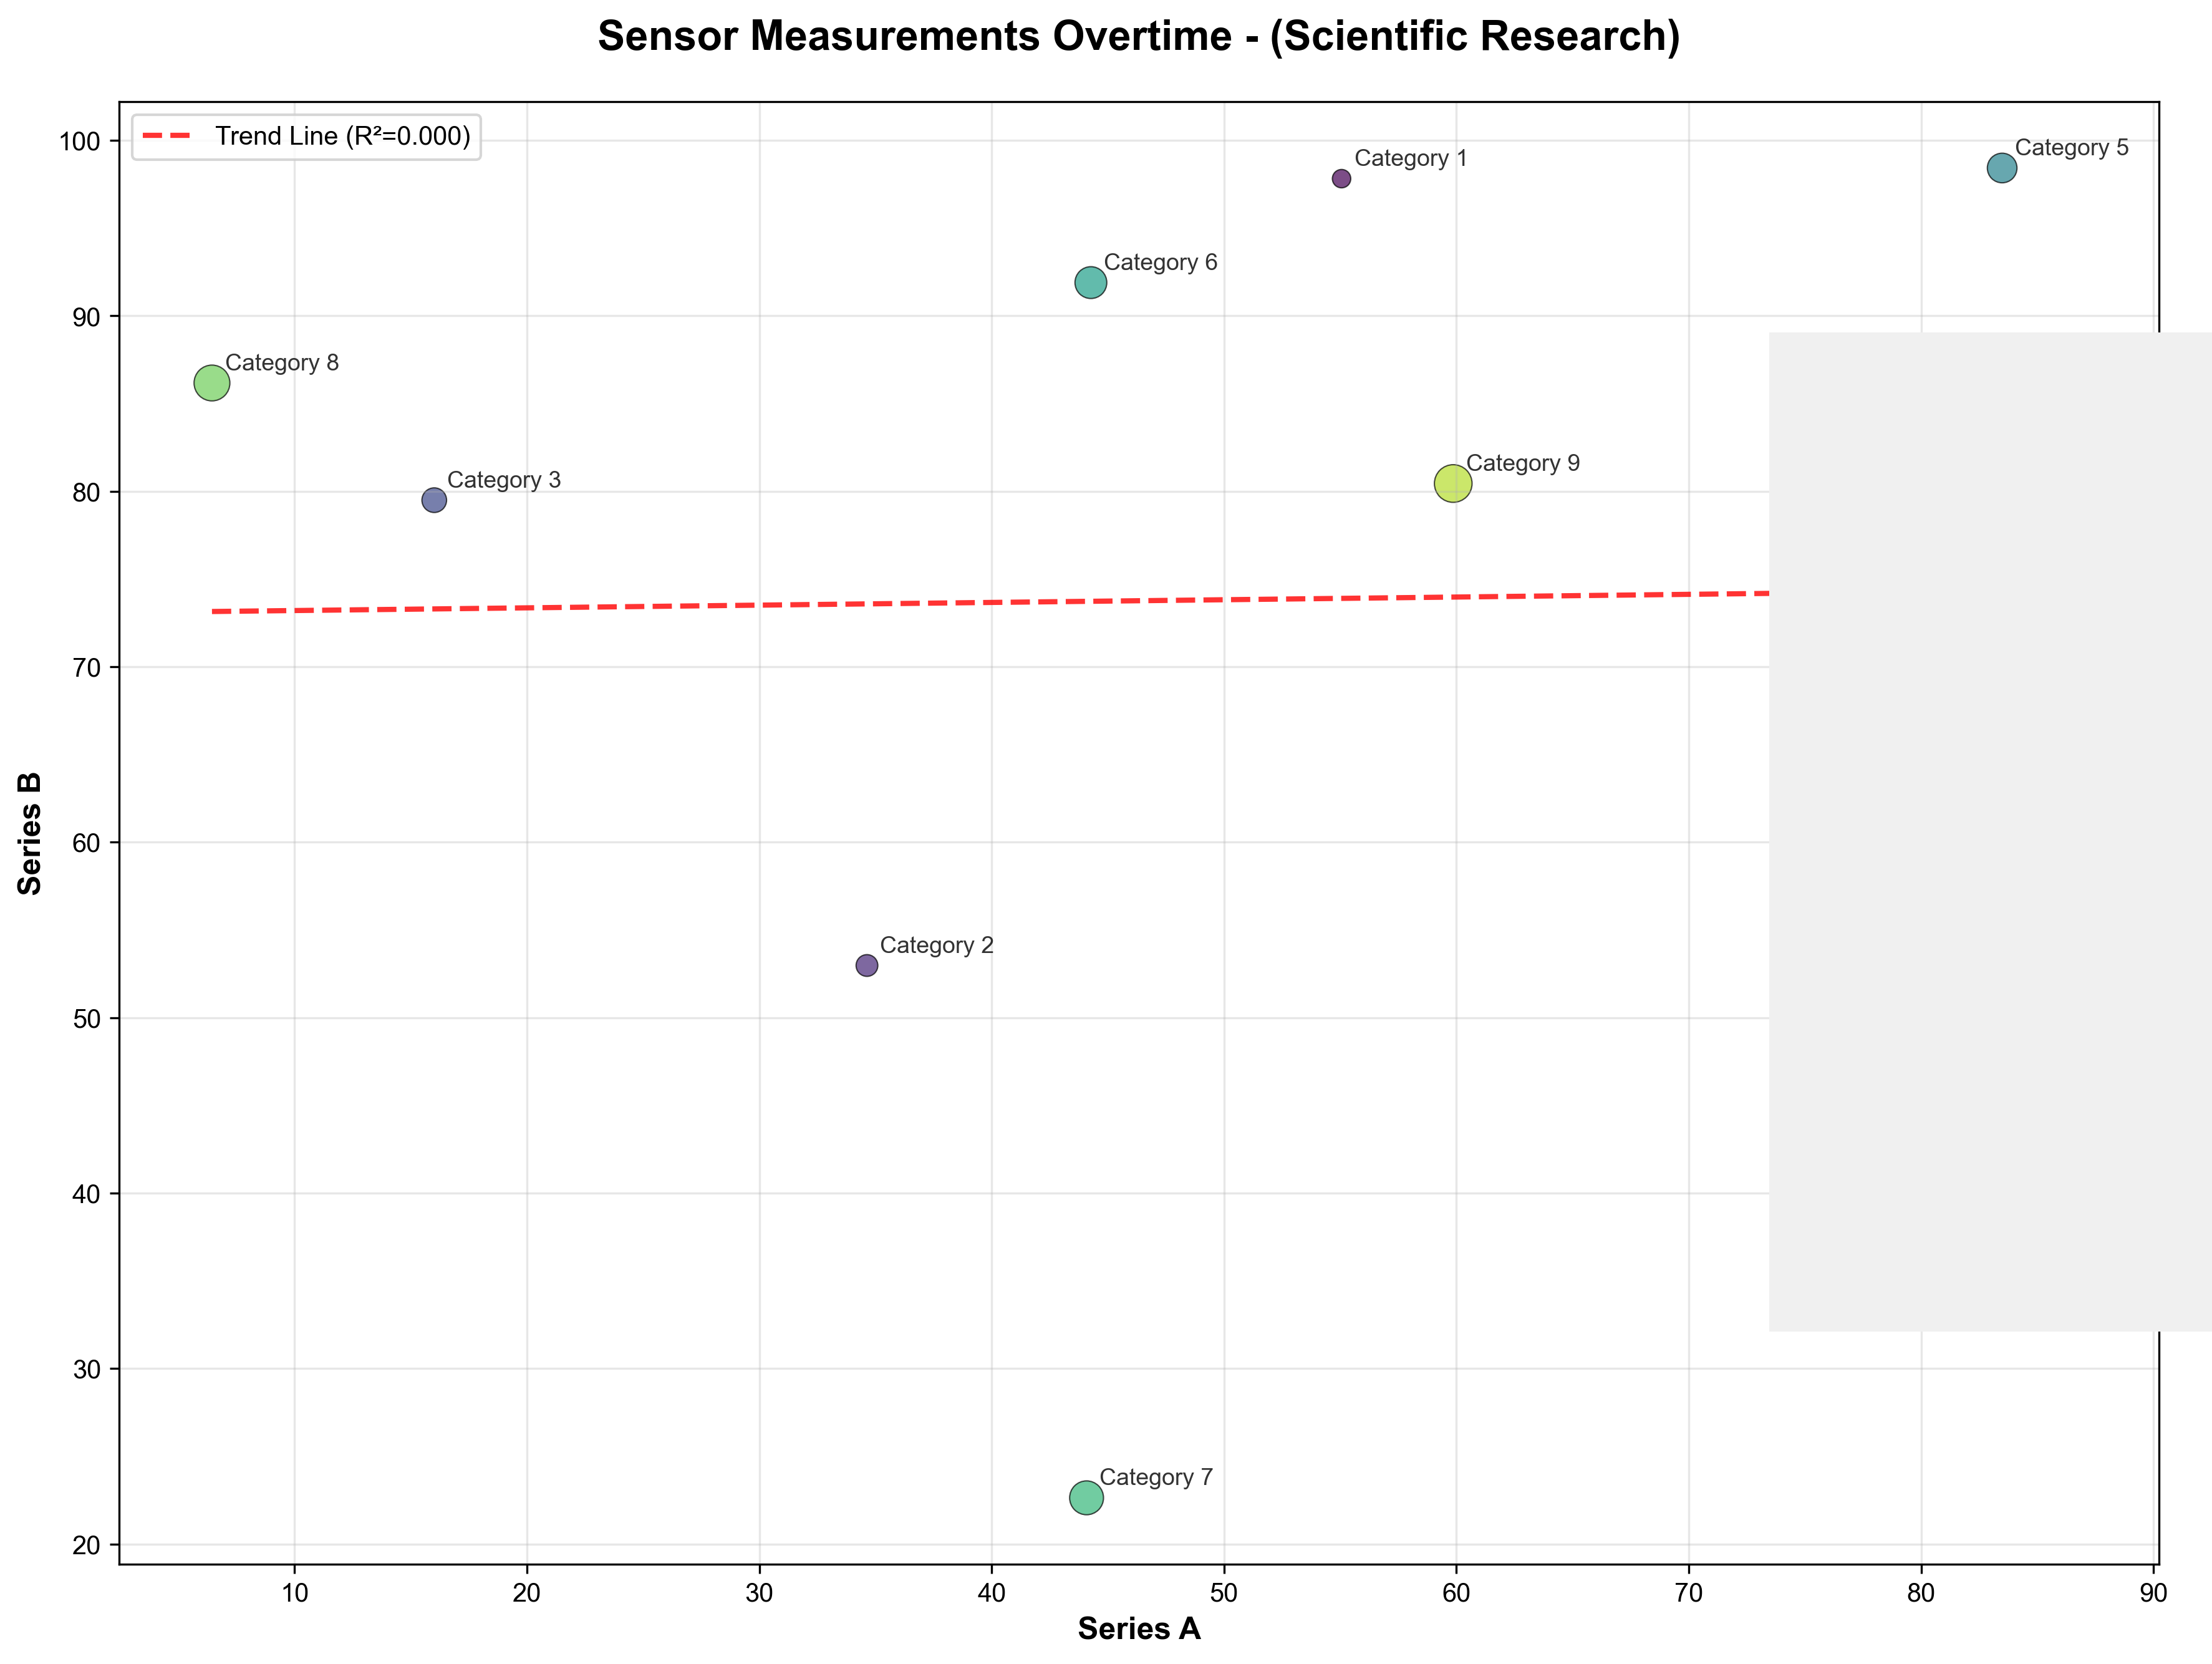 Sensor Measurements Overtime - (Scientific Research)
Trend Line (R²=0.000)
Category 1
Category 5
Category 6
Category 8
Category 9
Category 3
Category 2
Category 7
Series B
100
90
80
70
60
50
40
30
20
10
20
30
40
50
60
70
80
90
Series A